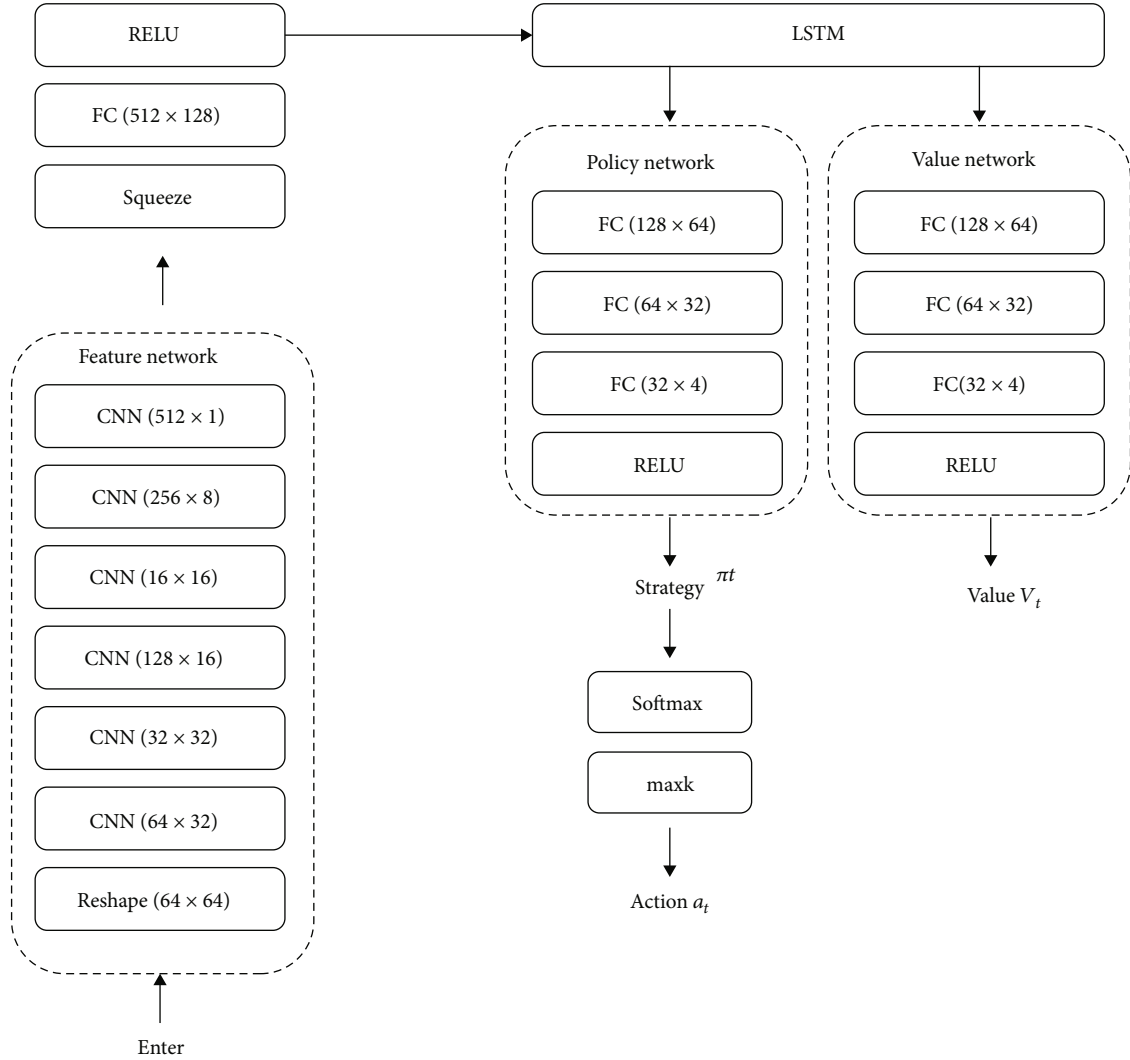 RELU
FC (512 × 128)
Squeeze
Feature network
CNN (512 × 1)
CNN (256 × 8)
CNN (16 × 16)
CNN (128 × 16)
CNN (32 × 32)
CNN (64 × 32)
Reshape (64 × 64)
Enter
LSTM
Policy network
FC (128 × 64)
FC (64 × 32)
FC (32 × 4)
RELU
Strategy πt
Softmax
maxk
Action a_t
Value network
FC (128 × 64)
FC (64 × 32)
FC(32 × 4)
RELU
Value V_t